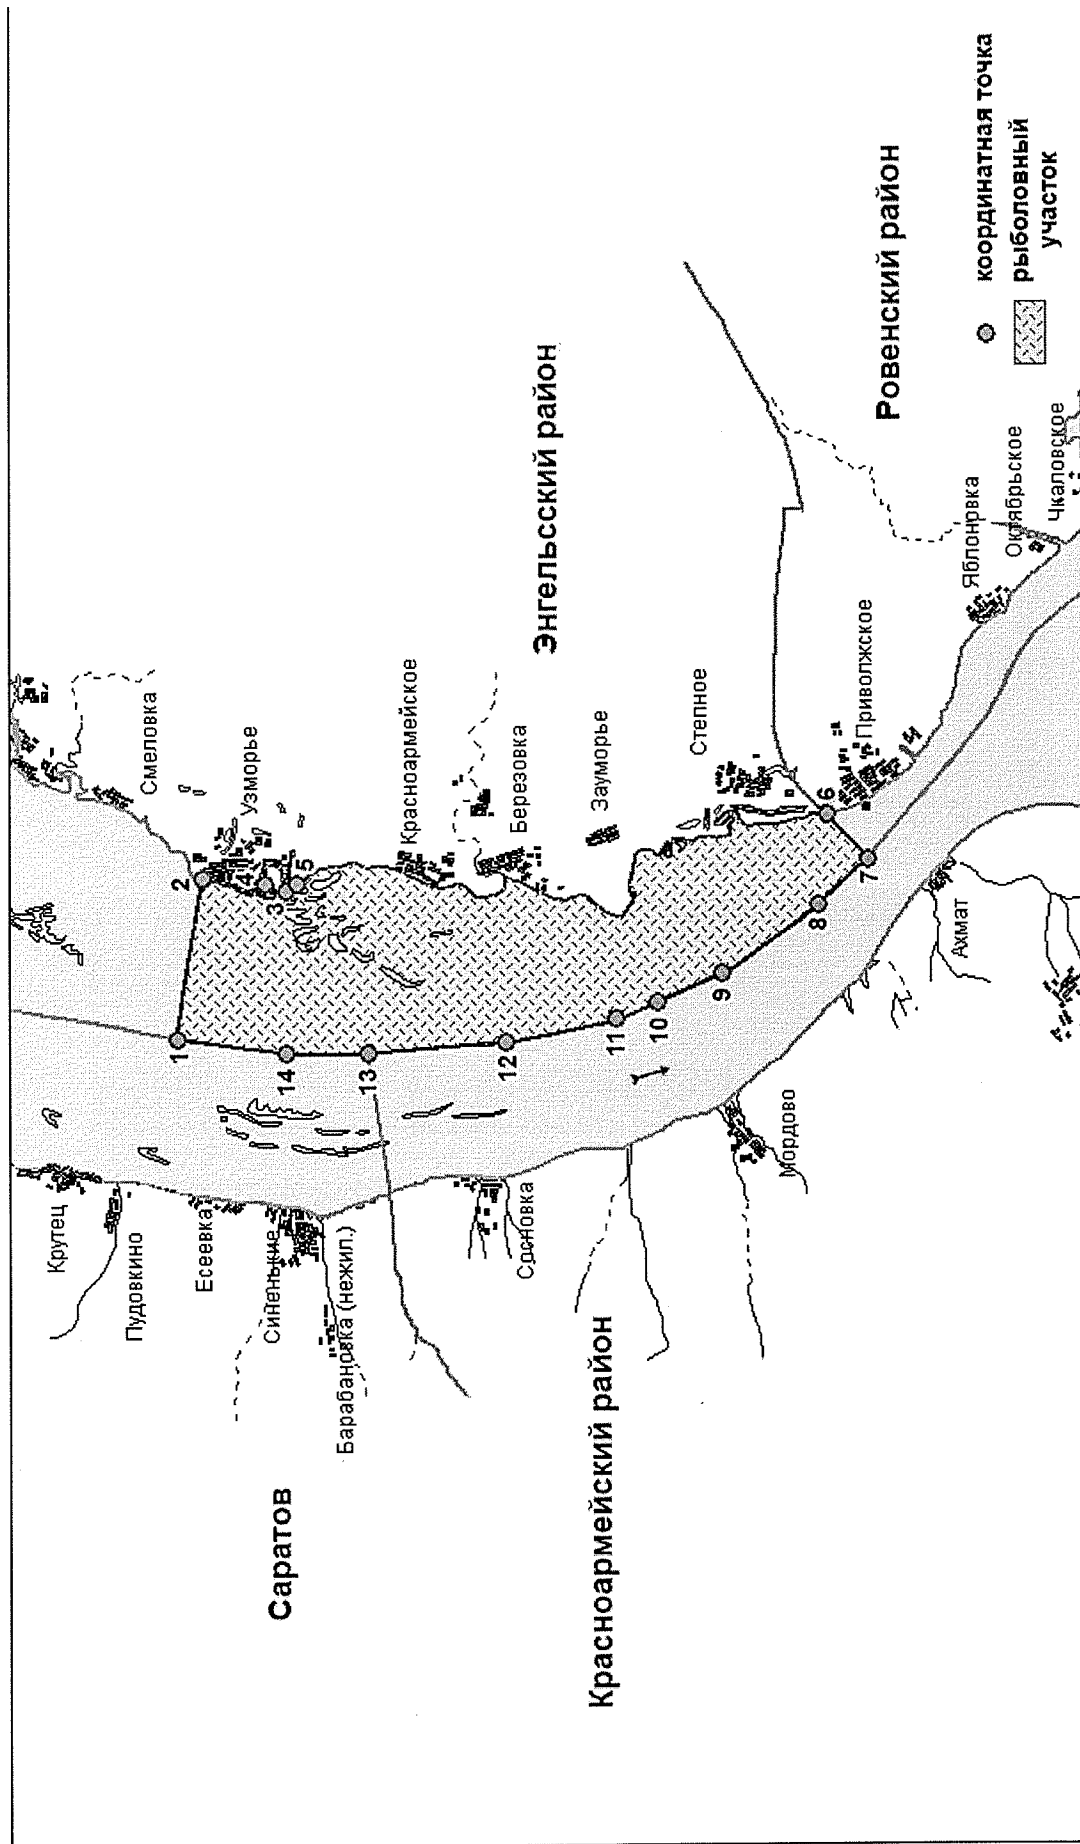 Крутец
Пудовкино
Есеевка
Синенькие
Барабановка (нежил.)
Сосновка
Мордово
Ахмат
Саратов
Красноармейский район
Смеловка
Узморье
Красноармейское
Березовка
Зауморье
Степное
Приволжское
Яблоновка
Октябрьское
Чкаловское
Энгельсский район
Ровенский район
1
2
3
4
5
6
7
8
9
10
11
12
13
14
координатная точка
рыболовный
участок